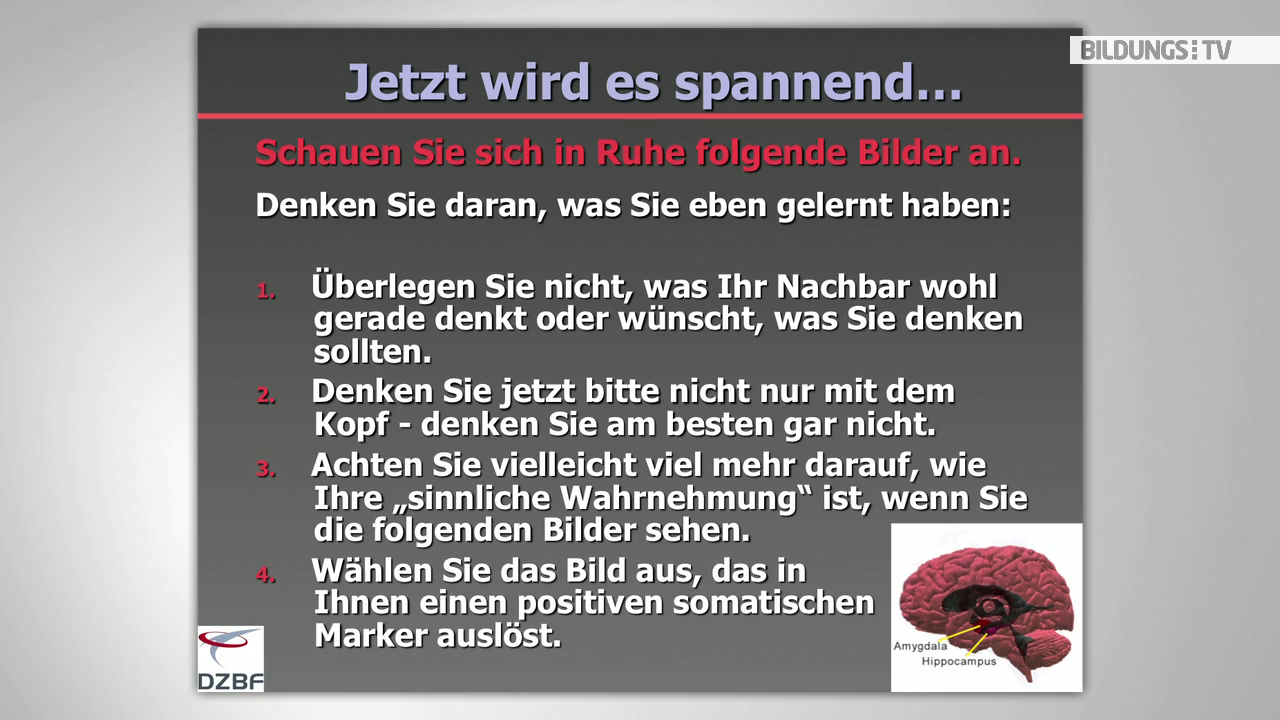 BILDUNGS TV
Jetzt wird es spannend...
Schauen Sie sich in Ruhe folgende Bilder an.
Denken Sie daran, was Sie eben gelernt haben:
1. Überlegen Sie nicht, was Ihr Nachbar wohl
gerade denkt oder wünscht, was Sie denken
sollten.
2. Denken Sie jetzt bitte nicht nur mit dem
Kopf - denken Sie am besten gar nicht.
3. Achten Sie vielleicht viel mehr darauf, wie
Ihre „sinnliche Wahrnehmung“ ist, wenn Sie
die folgenden Bilder sehen.
4. Wählen Sie das Bild aus, das in
Ihnen einen positiven somatischen
Marker auslöst.
Amygdala
Hippocampus
DZBF